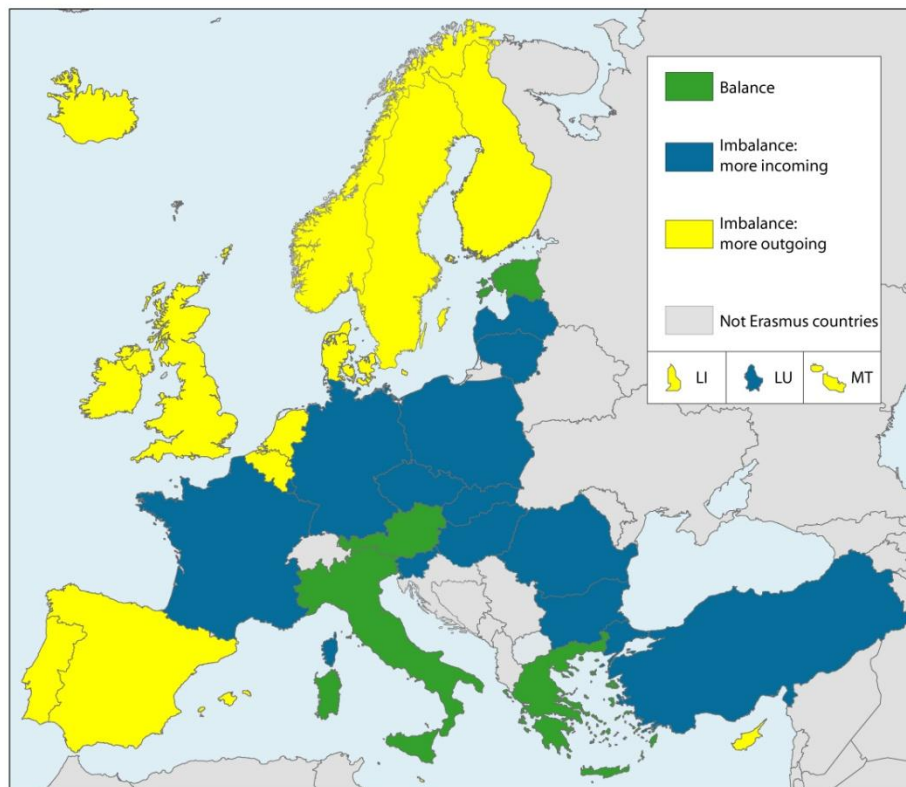 Balance
Imbalance:
more incoming
Imbalance:
more outgoing
Not Erasmus countries
LI
LU
MT